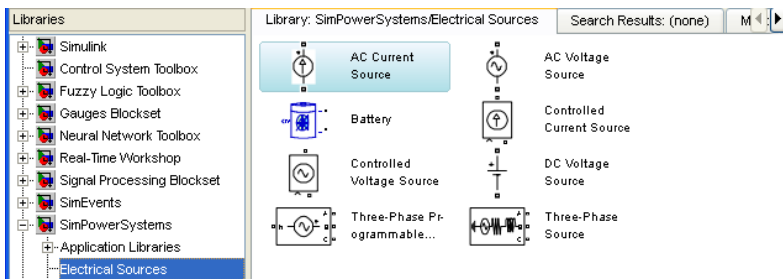 Libraries
Simulink
Control System Toolbox
Fuzzy Logic Toolbox
Gauges Blockset
Neural Network Toolbox
Real-Time Workshop
Signal Processing Blockset
SimEvents
SimPowerSystems
Application Libraries
Electrical Sources
Library: SimPowerSystems/Electrical Sources
Search Results: (none)
AC Current
Source
AC Voltage
Source
Battery
Controlled
Current Source
Controlled
Voltage Source
DC Voltage
Source
Three-Phase Pr-
ogrammable...
Three-Phase
Source